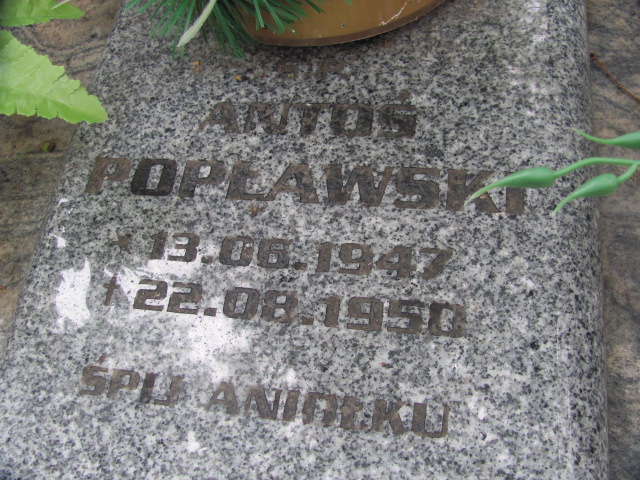 ANTOŚ
POPŁAWSKI
* 13.06.1947
† 22.08.1950
ŚPIJ ANIOŁKU